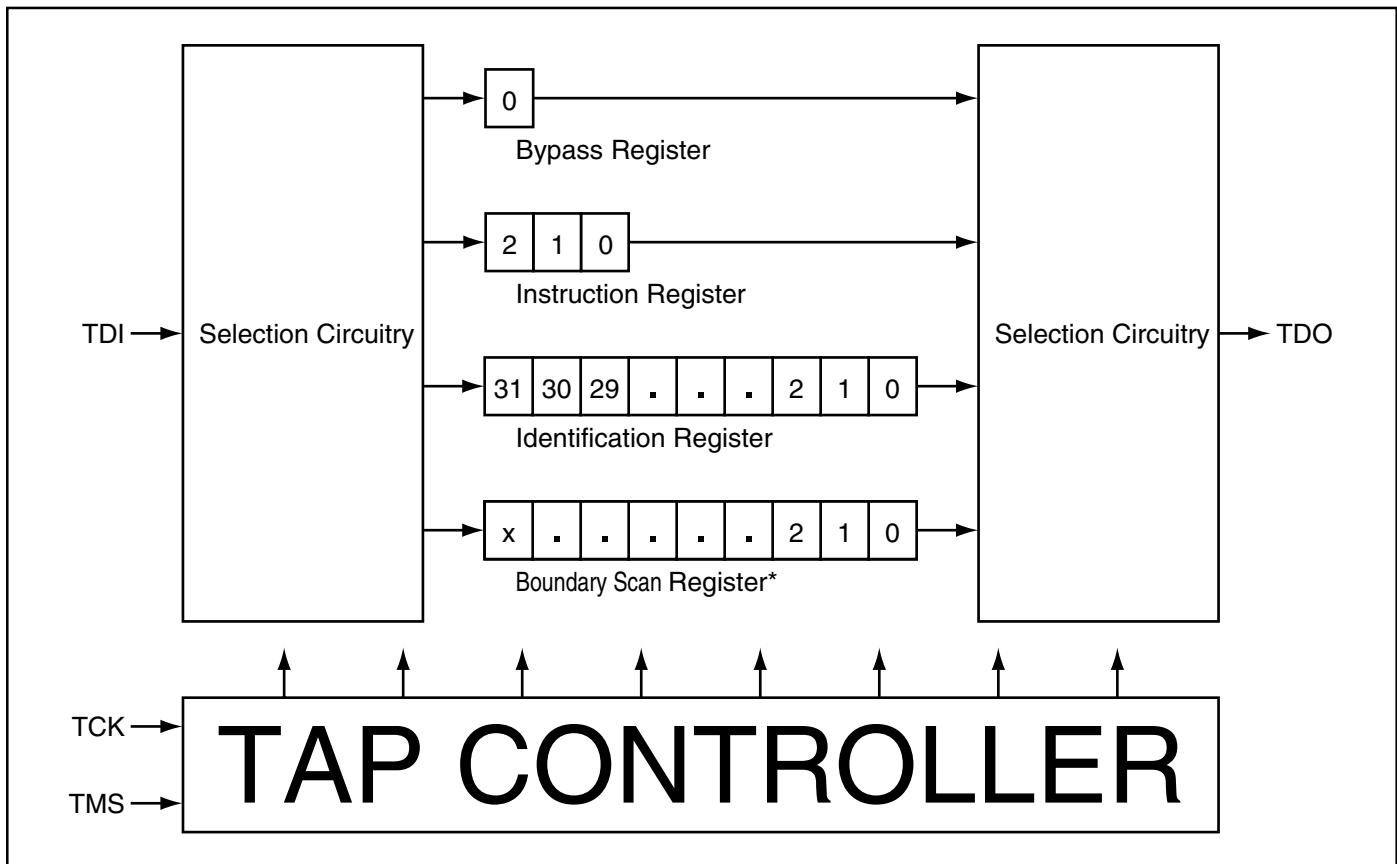 0
Bypass Register
2 1 0
Instruction Register
TDI
Selection Circuitry
Selection Circuitry
TDO
31 30 29 . . . 2 1 0
Identification Register
x . . . . . 2 1 0
Boundary Scan Register*
TCK
TMS
TAP CONTROLLER